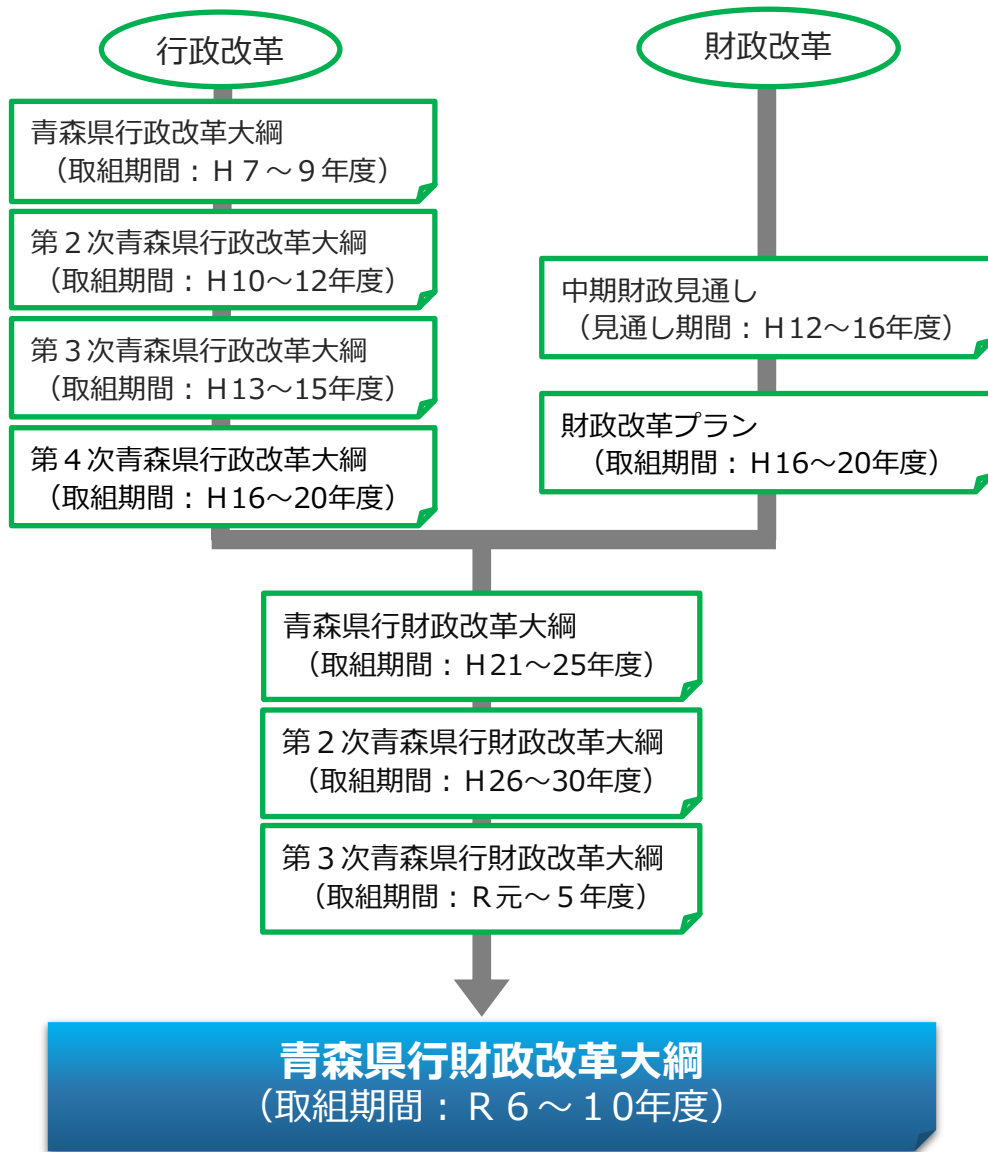 行政改革
青森県行政改革大綱
（取組期間：Ｈ７～９年度）
第２次青森県行政改革大綱
（取組期間：Ｈ10～12年度）
第３次青森県行政改革大綱
（取組期間：Ｈ13～15年度）
第４次青森県行政改革大綱
（取組期間：Ｈ16～20年度）
財政改革
中期財政見通し
（見通し期間：Ｈ12～16年度）
財政改革プラン
（取組期間：Ｈ16～20年度）
青森県行財政改革大綱
（取組期間：Ｈ21～25年度）
第２次青森県行財政改革大綱
（取組期間：Ｈ26～30年度）
第３次青森県行財政改革大綱
（取組期間：Ｒ元～５年度）
青森県行財政改革大綱
（取組期間：Ｒ６～１０年度）